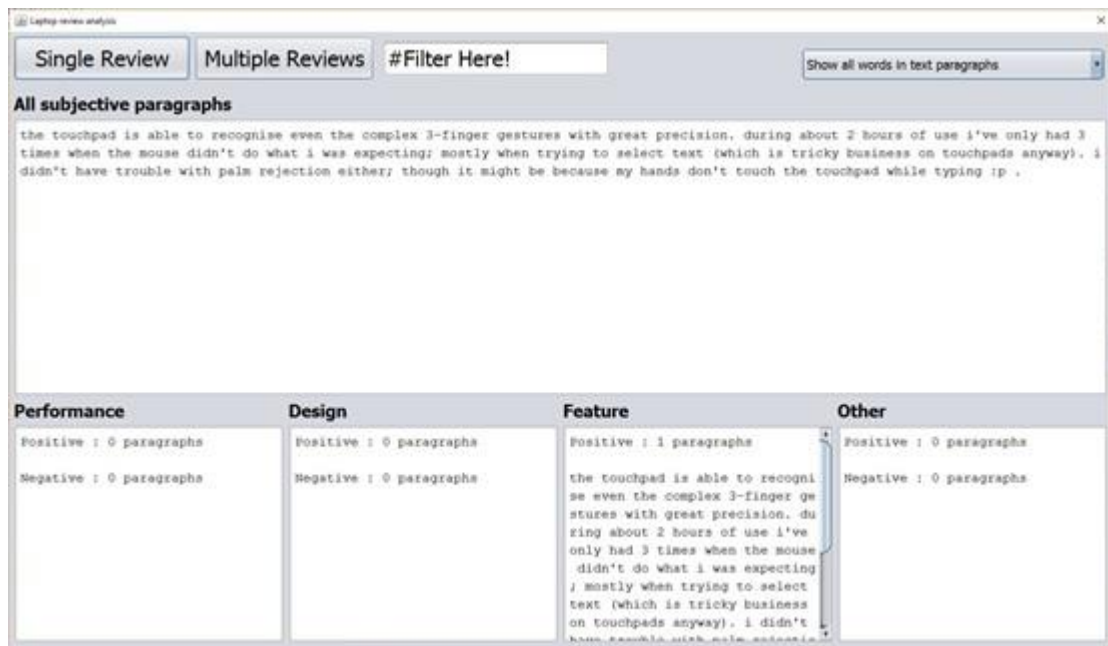 Laptop review analysis
Single Review
Multiple Reviews
#Filter Here!
Show all words in text paragraphs
All subjective paragraphs
the touchpad is able to recognise even the complex 3-finger gestures with great precision. during about 2 hours of use i've only had 3
times when the mouse didn't do what i was expecting; mostly when trying to select text (which is tricky business on touchpads anyway). i
didn't have trouble with palm rejection either; though it might be because my hands don't touch the touchpad while typing :p .
Performance
Positive : 0 paragraphs
Negative : 0 paragraphs
Design
Positive : 0 paragraphs
Negative : 0 paragraphs
Feature
Positive : 1 paragraphs
the touchpad is able to recogni
se even the complex 3-finger ge
stures with great precision. du
ring about 2 hours of use i've
only had 3 times when the mouse
didn't do what i was expecting
; mostly when trying to select
text (which is tricky business
on touchpads anyway). i didn't
have trouble with palm rejectio
Other
Positive : 0 paragraphs
Negative : 0 paragraphs